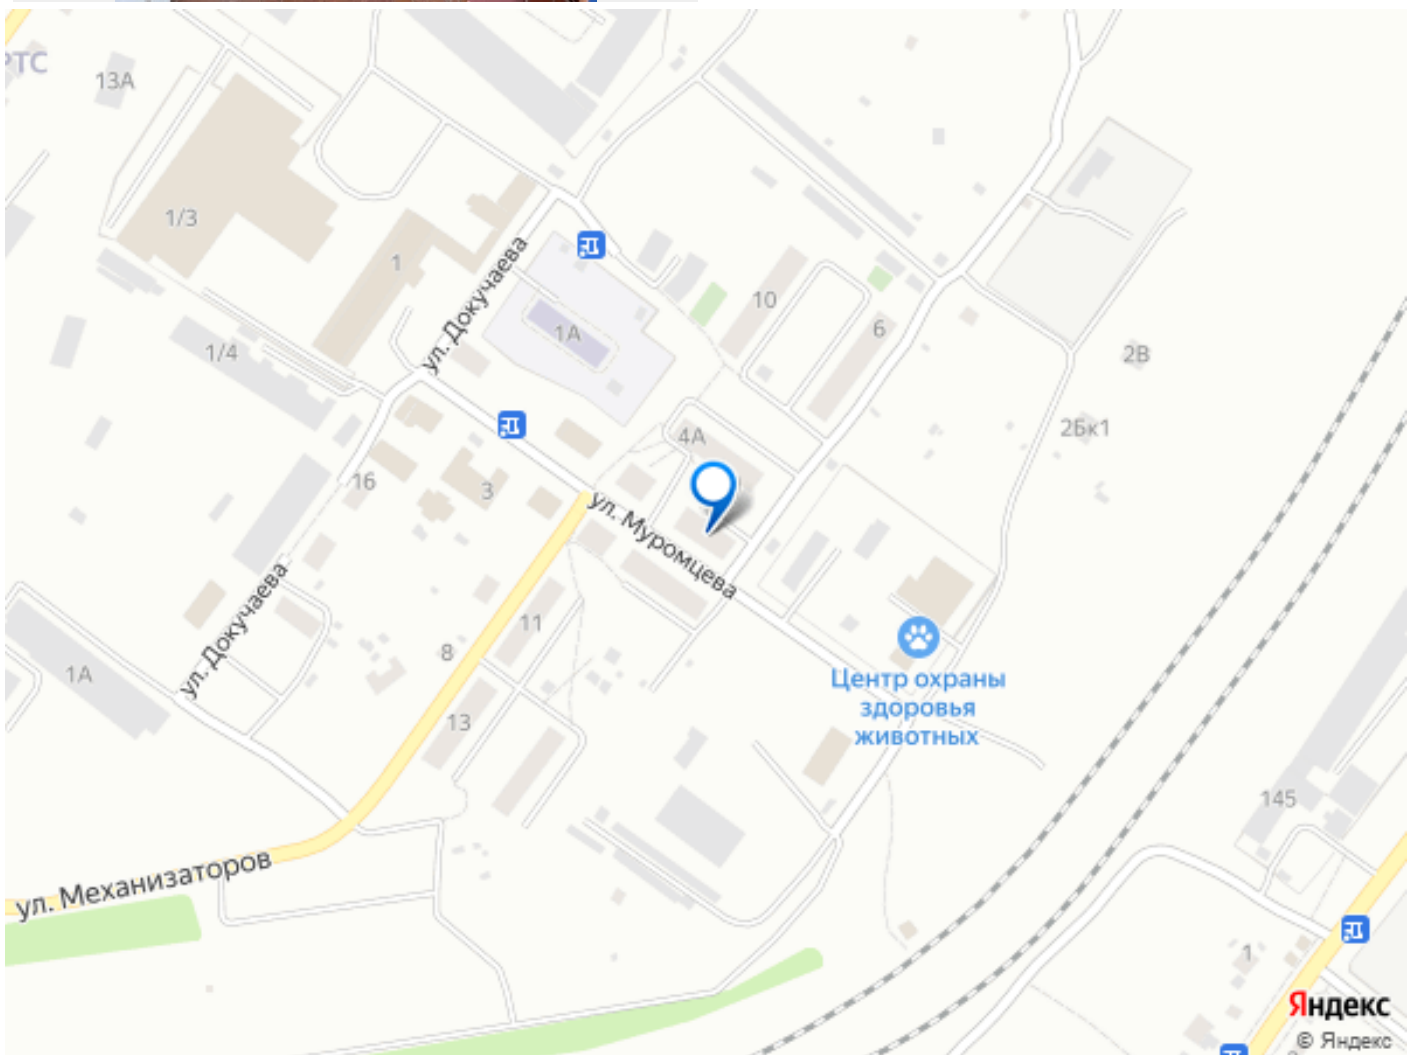 РТС
13А
1/3
1
ул. Докучаева
1А
10
6
1/4
2В
2Бк1
4А
16
3
ул. Муромцева
ул. Докучаева
11
8
1А
13
Центр охраны
здоровья
животных
145
ул. Механизаторов
1
Яндекс
© Яндекс